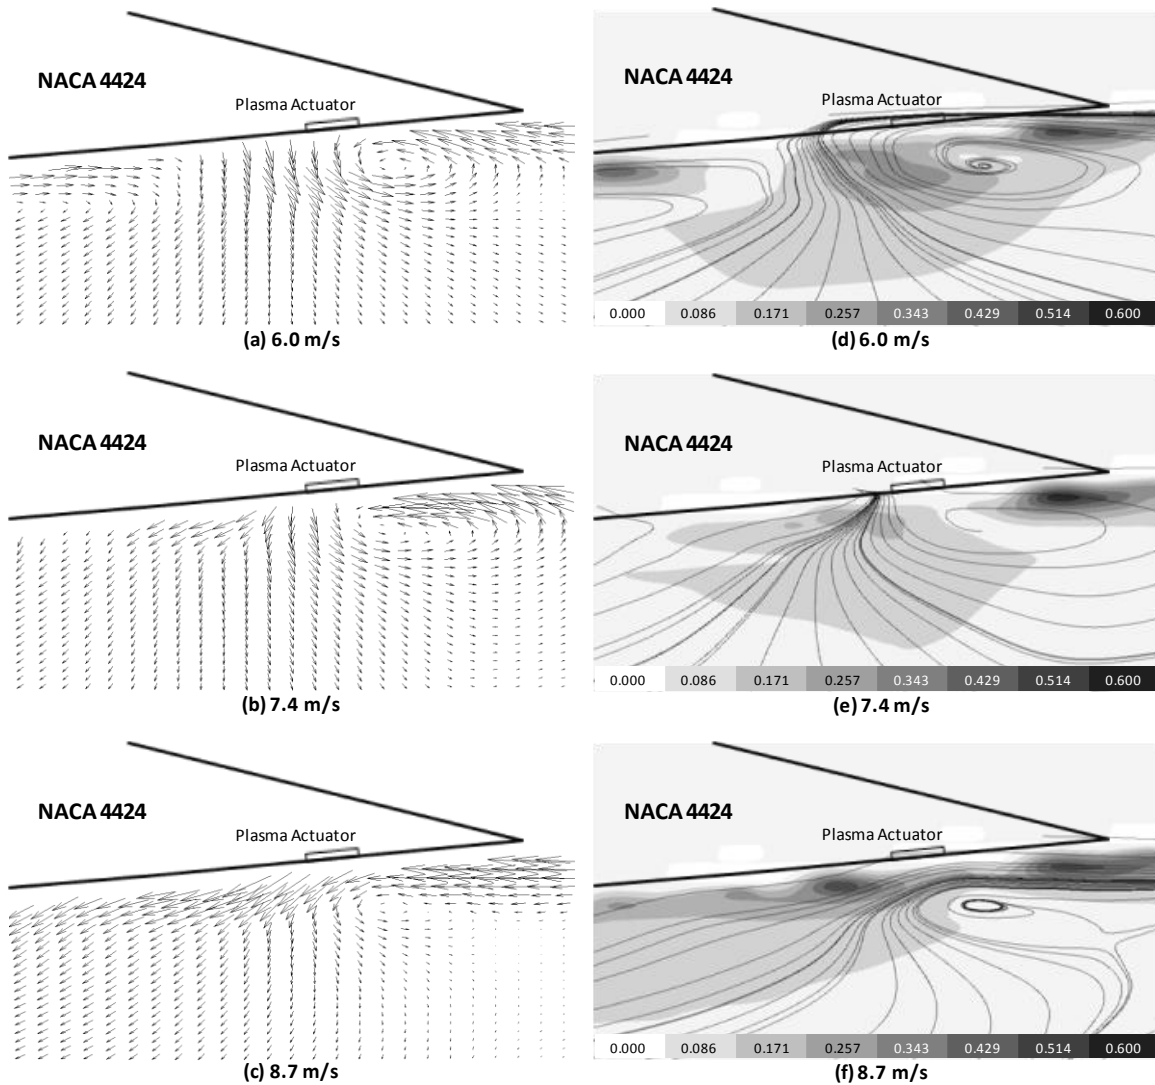 NACA 4424
Plasma Actuator
(a) 6.0 m/s
NACA 4424
Plasma Actuator
0.000 0.086 0.171 0.257 0.343 0.429 0.514 0.600
(d) 6.0 m/s
NACA 4424
Plasma Actuator
(b) 7.4 m/s
NACA 4424
Plasma Actuator
0.000 0.086 0.171 0.257 0.343 0.429 0.514 0.600
(e) 7.4 m/s
NACA 4424
Plasma Actuator
(c) 8.7 m/s
NACA 4424
Plasma Actuator
0.000 0.086 0.171 0.257 0.343 0.429 0.514 0.600
(f) 8.7 m/s